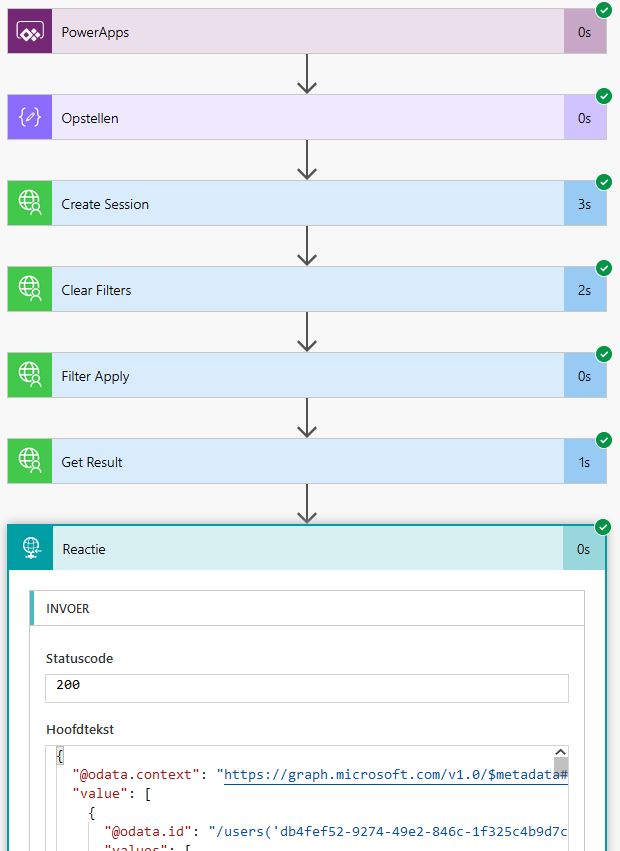 PowerApps 0s
Opstellen 0s
Create Session 3s
Clear Filters 2s
Filter Apply 0s
Get Result 1s
Reactie 0s
INVOER
Statuscode
200
Hoofdtekst
{
"@odata.context": "https://graph.microsoft.com/v1.0/$metadata#
"value": [
{
"@odata.id": "/users('db4fef52-9274-49e2-846c-1f325c4b9d7c
"values": [